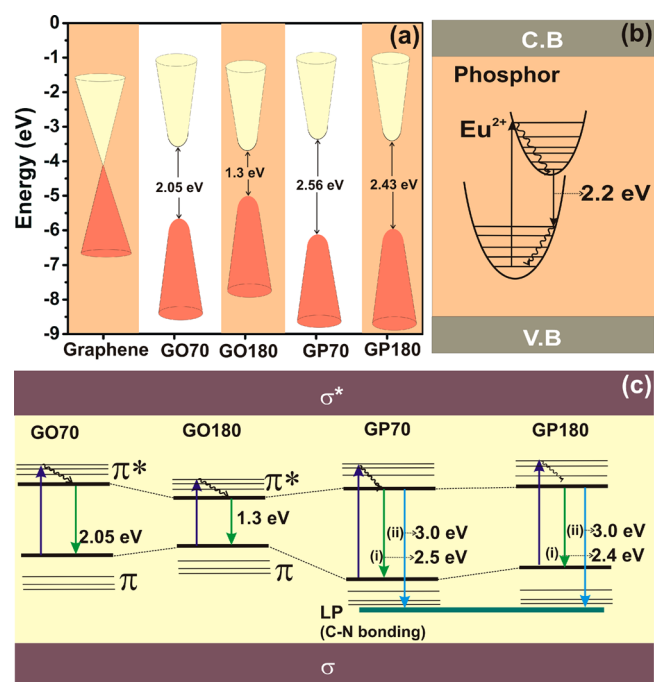 (a)
0
-1
-2
-3
-4
-5
-6
-7
-8
-9
Energy (eV)
2.05 eV
1.3 eV
2.56 eV
2.43 eV
Graphene GO70 GO180 GP70 GP180
C.B
(b)
Phosphor
Eu²⁺
2.2 eV
V.B
(c)
σ*
GO70
GO180
GP70
GP180
π*
π*
2.05 eV
1.3 eV
(ii) 3.0 eV
(i) 2.5 eV
(ii) 3.0 eV
(i) 2.4 eV
π
π
LP
(C-N bonding)
σ